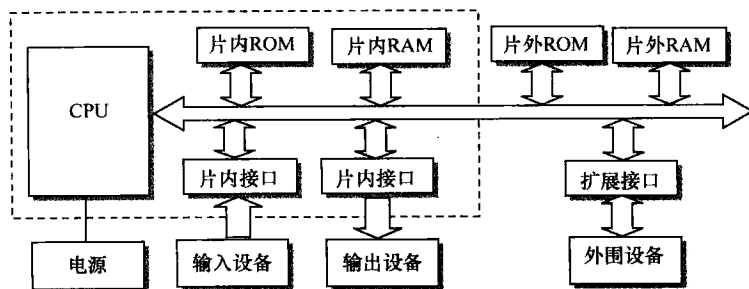 片内ROM
片内RAM
片外ROM
片外RAM
CPU
片内接口
片内接口
扩展接口
电源
输入设备
输出设备
外围设备